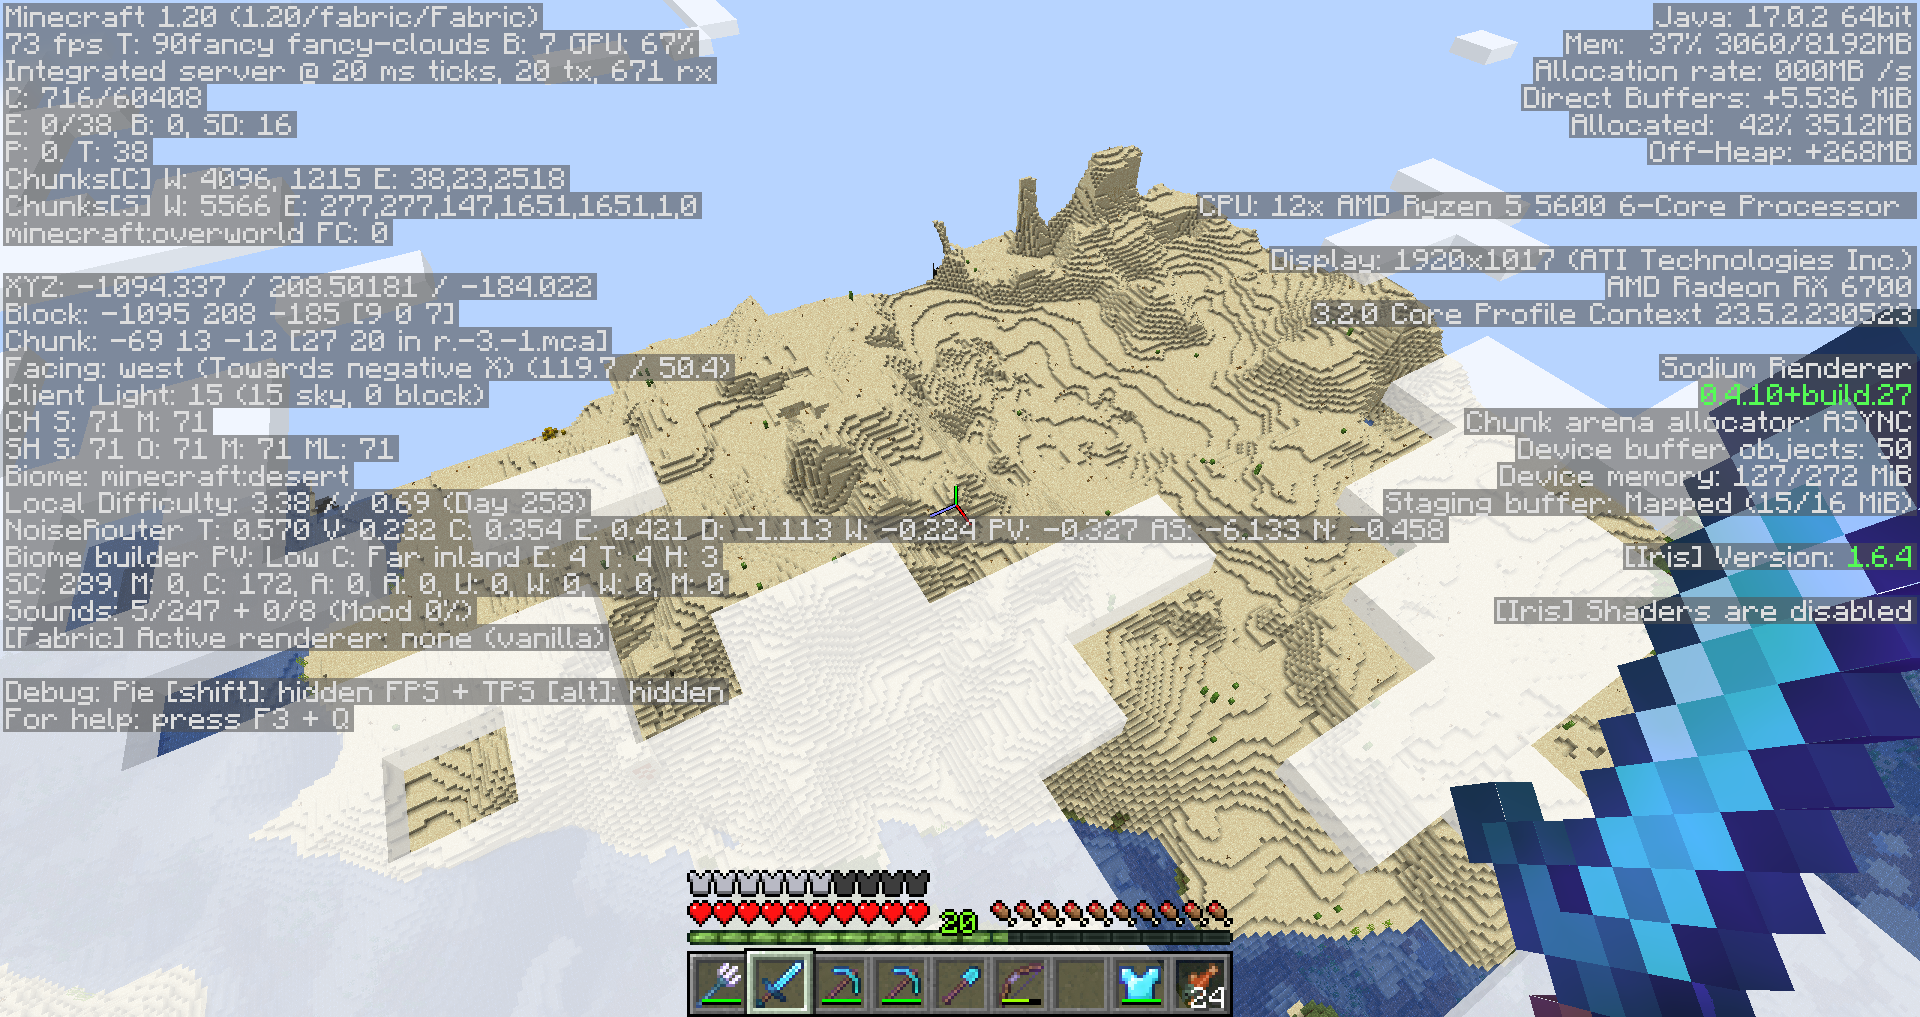 Minecraft 1.20 (1.20/fabric/Fabric)
73 fps T: 90fancy fancy-clouds B: 7 GPU: 67%
Integrated server @ 20 ms ticks, 20 tx, 671 rx
C: 716/60408
E: 0/38, B: 0, SD: 16
P: 0. T: 38
Chunks[C] W: 4096, 1215 E: 38,23,2518
Chunks[S] W: 5566 E: 277,277,147,1651,1651,1,0
minecraft:overworld FC: 0
XYZ: -1094.337 / 208.50181 / -184.022
Block: -1095 208 -185 [9 0 7]
Chunk: -69 13 -12 [27 20 in r.-3.-1.mca]
Facing: west (Towards negative X) (119.7 / 50.4)
Client Light: 15 (15 sky, 0 block)
CH S: 71 M: 71
SH S: 71 O: 71 M: 71 ML: 71
Biome: minecraft:desert
Local Difficulty: 3.38 // 0.69 (Day 258)
NoiseRouter T: 0.570 V: 0.232 C: 0.554 E: 0.421 D: -1.113 W: -0.224 PV: -0.327 AS: -6.133 N: -0.458
Biome builder PV: Low C: Far inland E: 4 T: 4 H: 3
SC: 289, M: 0, C: 172, A: 0, A: 0, U: 0, W: 0, W: 0, M: 0
Sounds: 5/247 + 0/8 (Mood 0%)
[Fabric] Active renderer: none (vanilla)
Debug: Pie [shift]: hidden FPS + TPS [alt]: hidden
For help: press F3 + Q
Java: 17.0.2 64bit
Mem: 37% 3060/8192MB
Allocation rate: 000MB /s
Direct Buffers: +5.536 MiB
Allocated: 42% 3512MB
Off-Heap: +268MB
CPU: 12x AMD Ryzen 5 5600 6-Core Processor
Display: 1920x1017 (ATI Technologies Inc.)
AMD Radeon RX 6700
3.2.0 Core Profile Context 23.5.2.230523
Sodium Renderer
0.4.10+build.27
Chunk arena allocator: ASYNC
Device buffer objects: 50
Device memory: 127/272 MiB
Staging buffer: Mapped (15/16 MiB)
[Iris] Version: 1.6.4
[Iris] Shaders are disabled
20
24